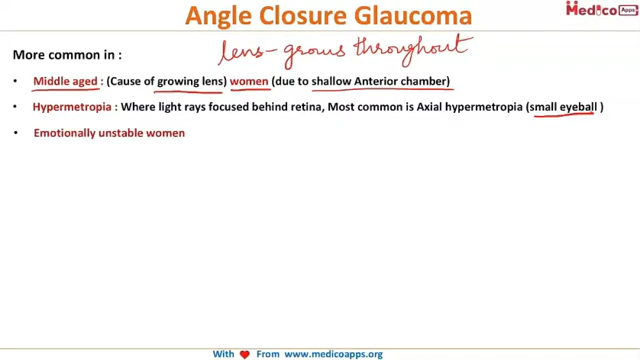 Angle Closure Glaucoma
Medico Apps
More common in :
lens - grows throughout
• Middle aged : (Cause of growing lens) women (due to shallow Anterior chamber)
• Hypermetropia : Where light rays focused behind retina, Most common is Axial hypermetropia (small eyeball )
• Emotionally unstable women
With ♥ From www.medicoapps.org